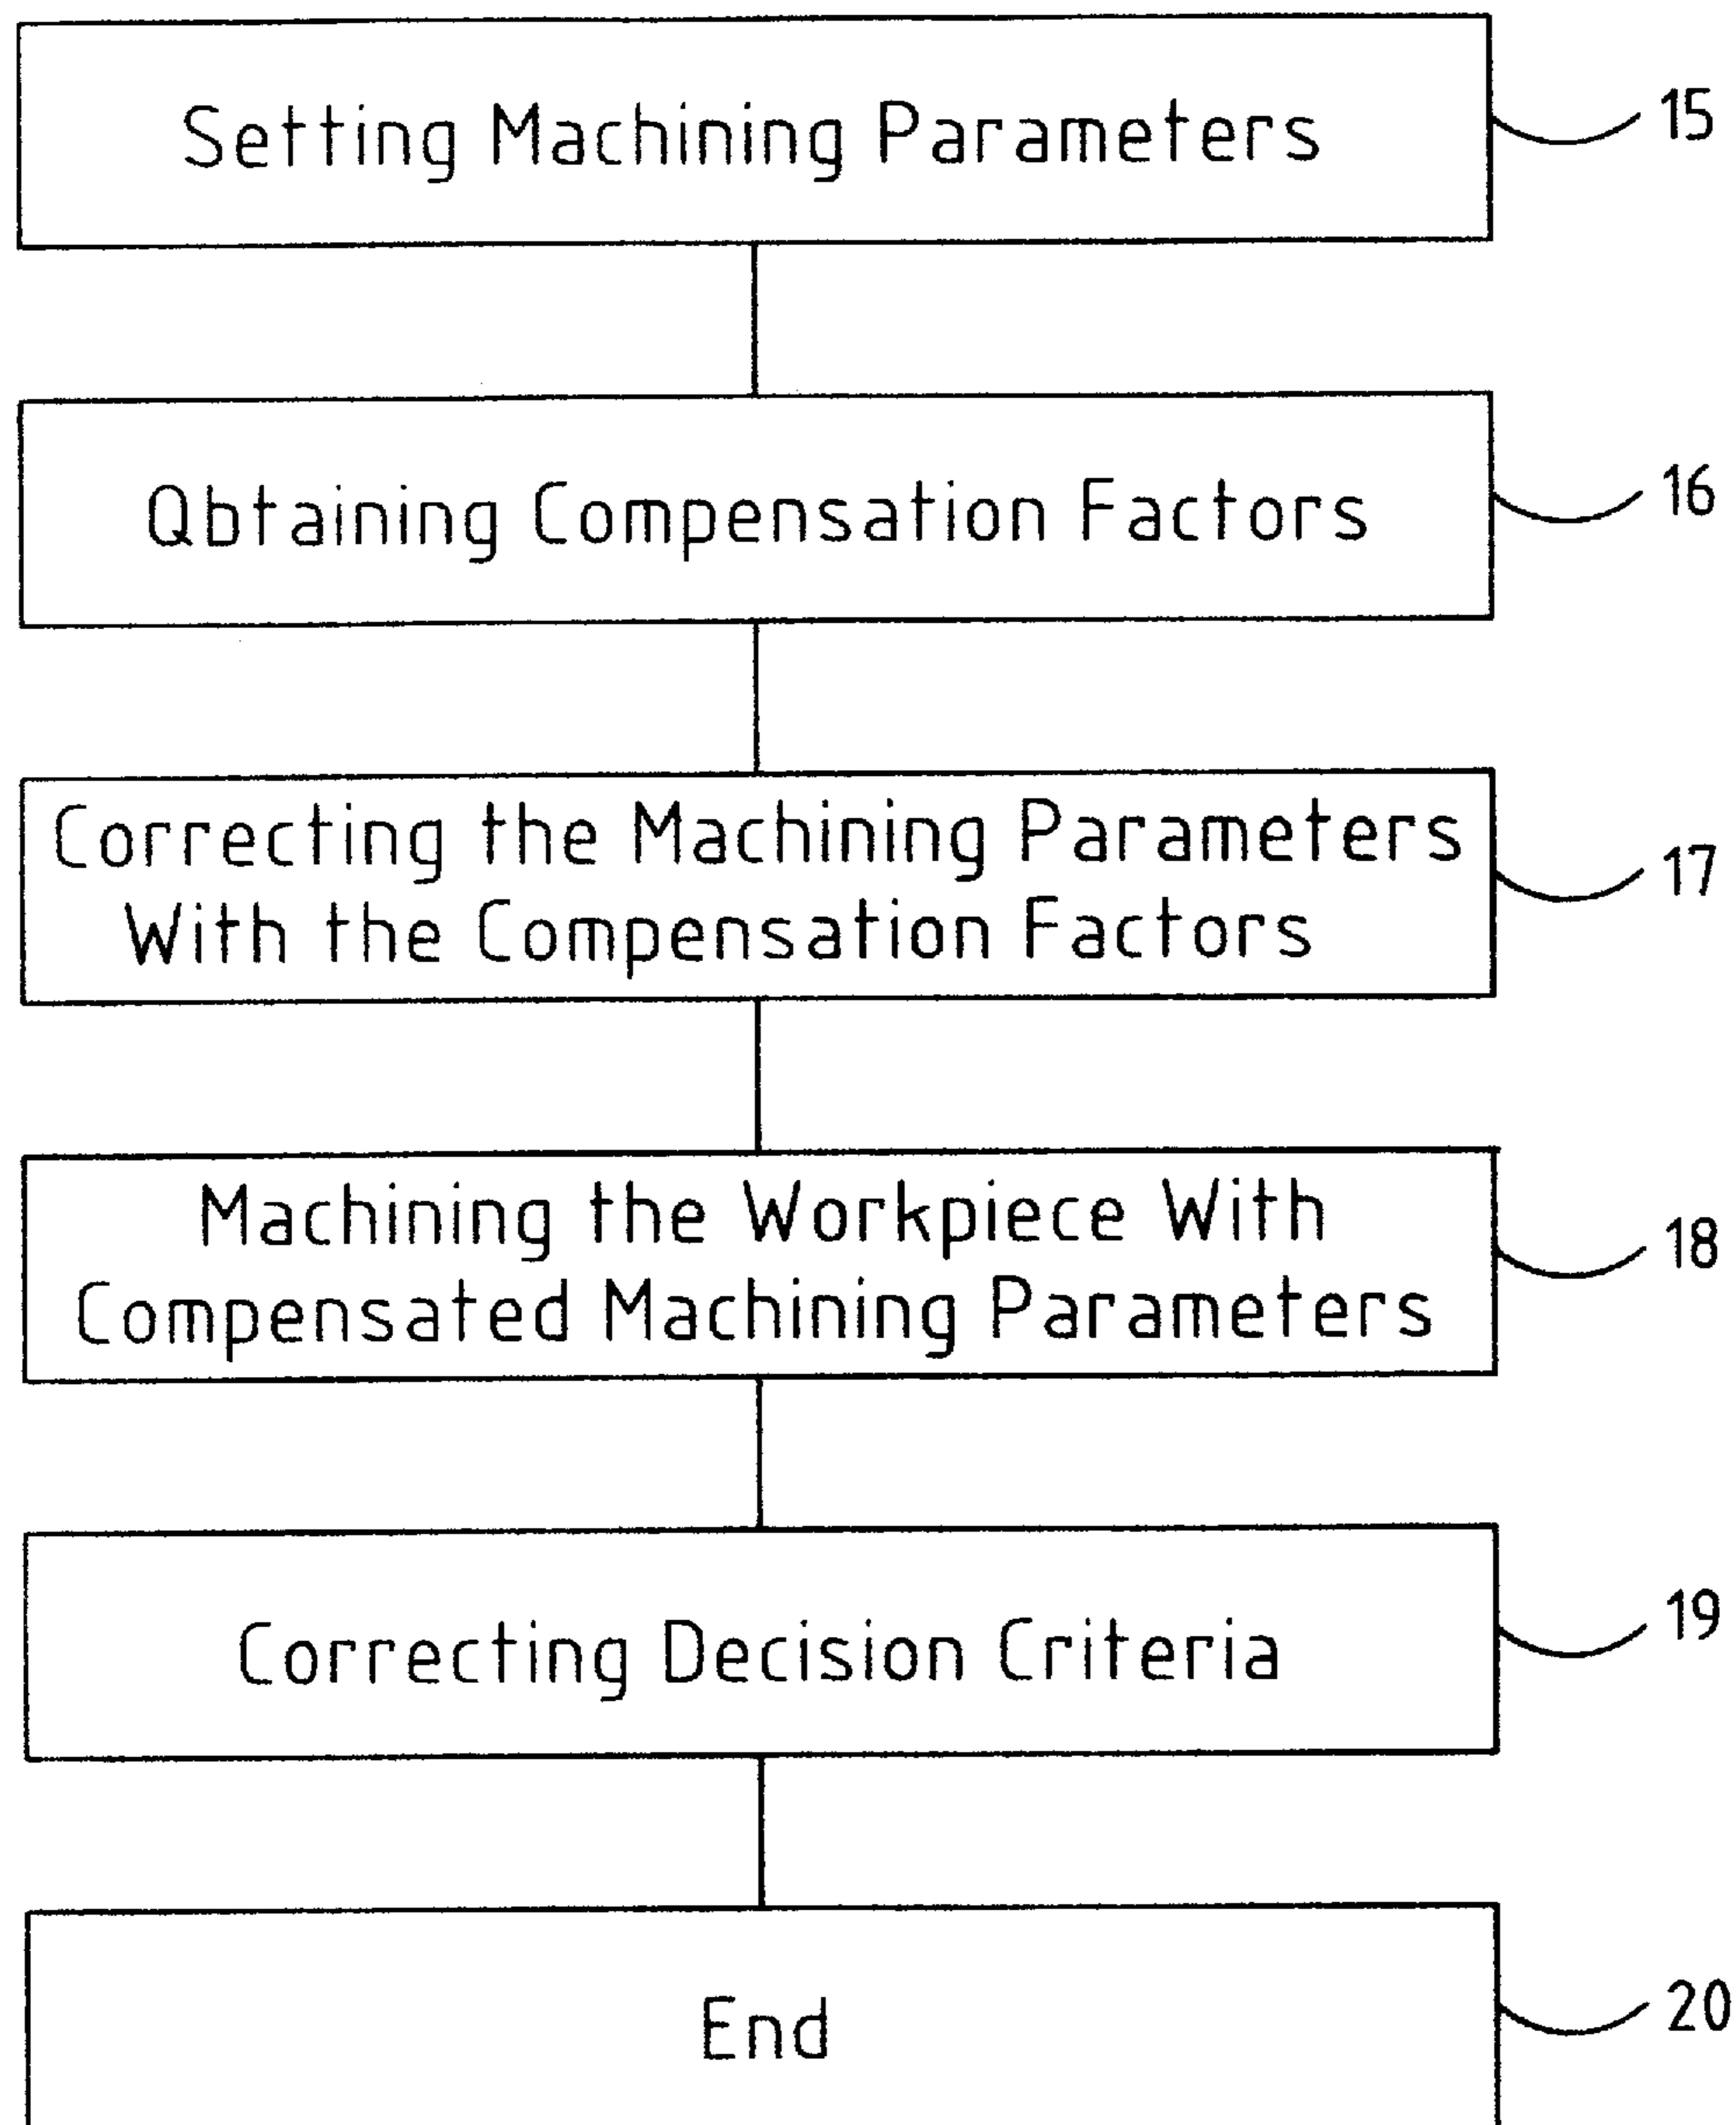 Setting Machining Parameters
15
Qbtaining Compensation Factors
16
Correcting the Machining Parameters
With the Compensation Factors
17
Machining the Workpiece With
Compensated Machining Parameters
18
Correcting Decision Criteria
19
End
20